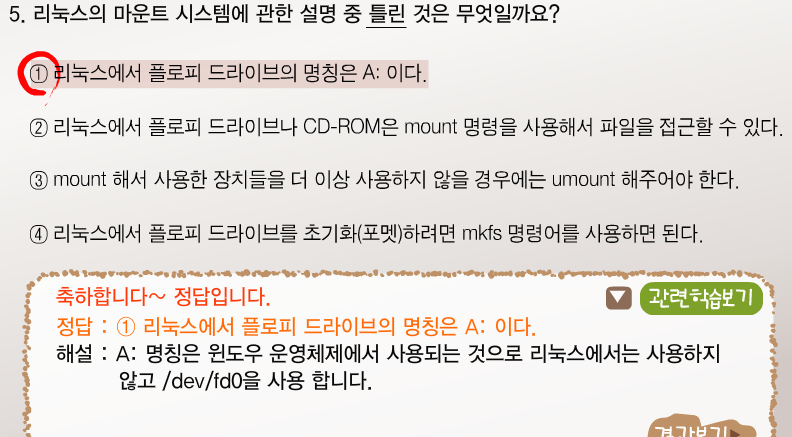 5. 리눅스의 마운트 시스템에 관한 설명 중 틀린 것은 무엇일까요?
① 리눅스에서 플로피 드라이브의 명칭은 A: 이다.
② 리눅스에서 플로피 드라이브나 CD-ROM은 mount 명령을 사용해서 파일을 접근할 수 있다.
③ mount 해서 사용한 장치들을 더 이상 사용하지 않을 경우에는 umount 해주어야 한다.
④ 리눅스에서 플로피 드라이브를 초기화(포멧)하려면 mkfs 명령어를 사용하면 된다.
축하합니다~ 정답입니다.
관련학습보기
정답 : ① 리눅스에서 플로피 드라이브의 명칭은 A: 이다.
해설 : A: 명칭은 윈도우 운영체제에서 사용되는 것으로 리눅스에서는 사용하지
않고 /dev/fd0을 사용 합니다.